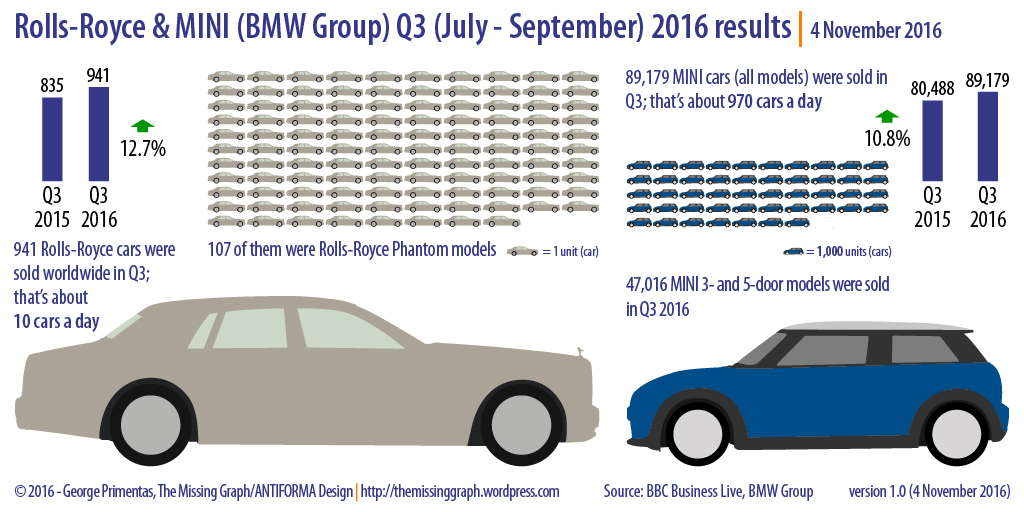 Rolls-Royce & MINI (BMW Group) Q3 (July - September) 2016 results | 4 November 2016
835
941
12.7%
Q3
2015
Q3
2016
941 Rolls-Royce cars were
sold worldwide in Q3;
that's about
10 cars a day
107 of them were Rolls-Royce Phantom models
= 1 unit (car)
89,179 MINI cars (all models) were sold in
Q3; that's about 970 cars a day
80,488
89,179
10.8%
Q3
2015
Q3
2016
= 1,000 units (cars)
47,016 MINI 3- and 5-door models were sold
in Q3 2016
© 2016 - George Primentas, The Missing Graph/ANTIFORMA Design | http://themissinggraph.wordpress.com
Source: BBC Business Live, BMW Group
version 1.0 (4 November 2016)